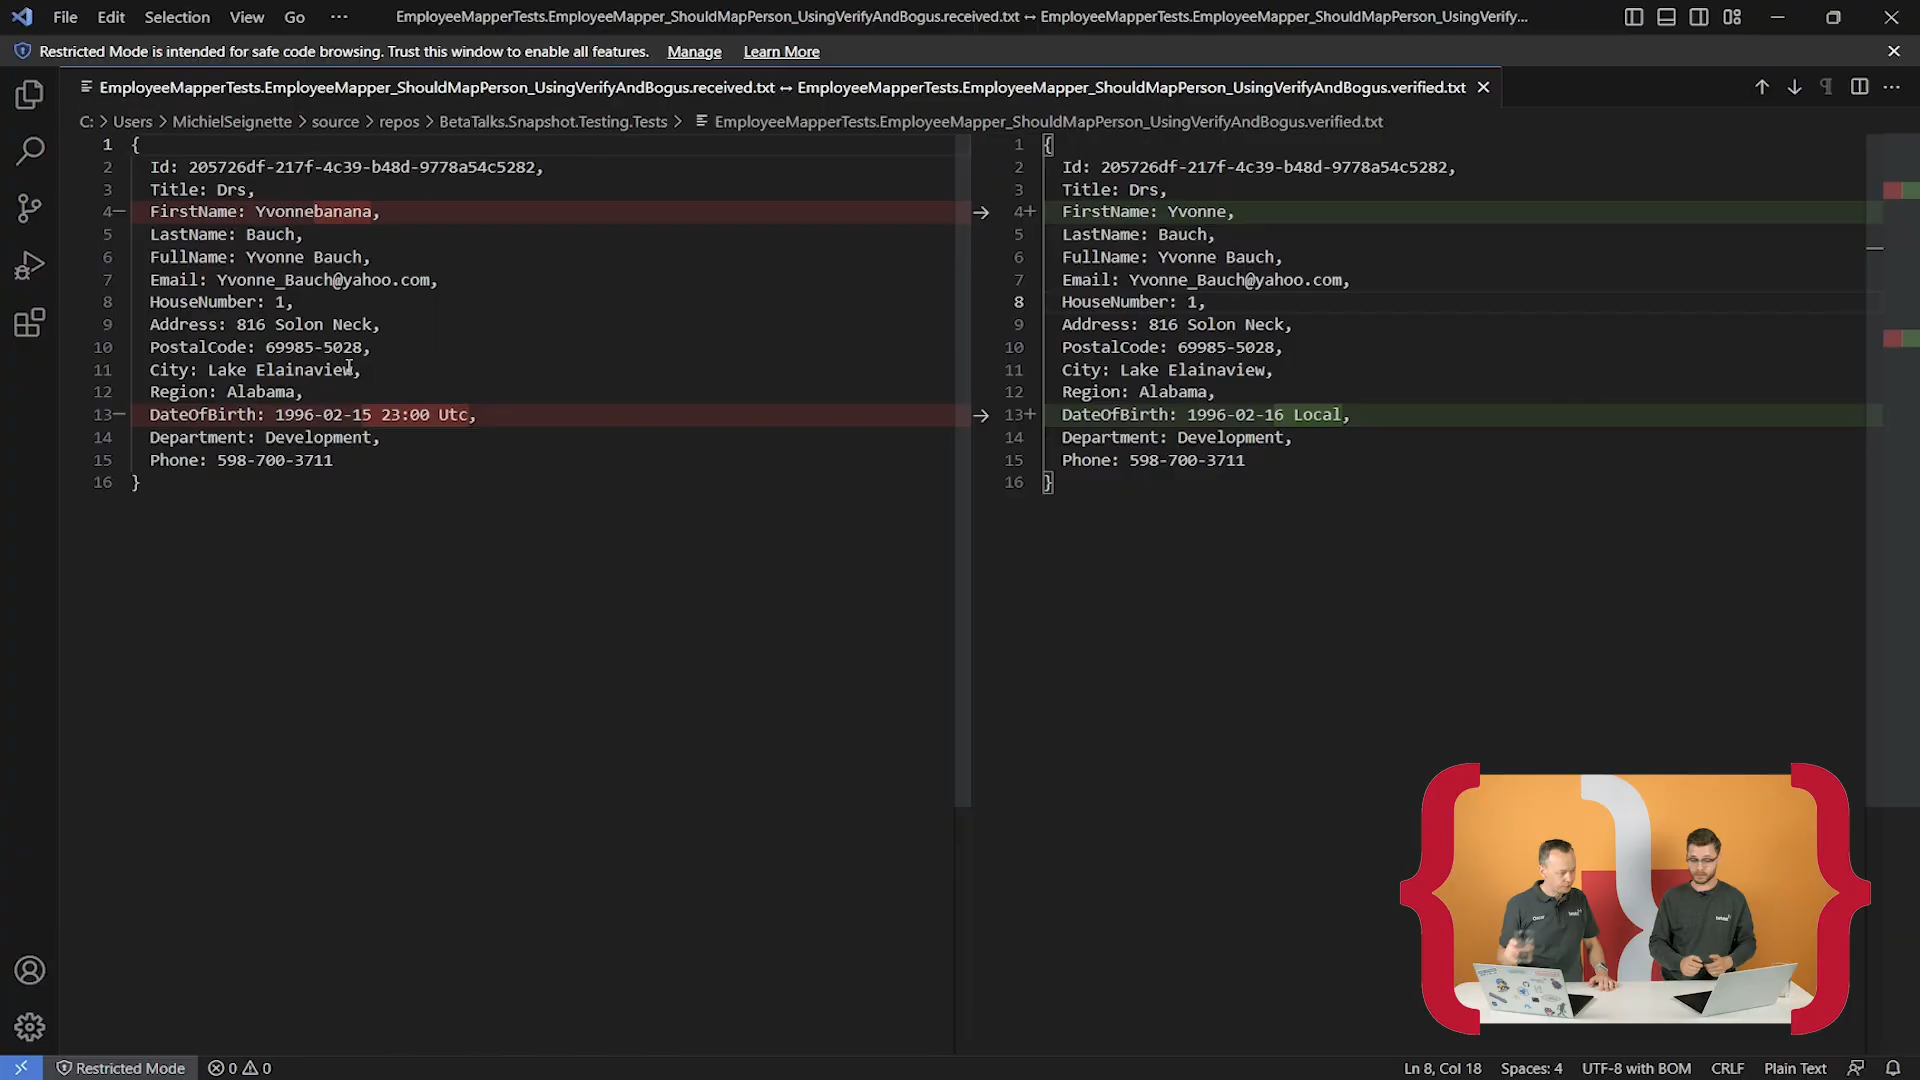 File Edit Selection View Go ··· EmployeeMapperTests.EmployeeMapper_ShouldMapPerson_UsingVerifyAndBogus.received.txt ↔ EmployeeMapperTests.EmployeeMapper_ShouldMapPerson_UsingVerify...
Restricted Mode is intended for safe code browsing. Trust this window to enable all features. Manage Learn More
EmployeeMapperTests.EmployeeMapper_ShouldMapPerson_UsingVerifyAndBogus.received.txt ↔ EmployeeMapperTests.EmployeeMapper_ShouldMapPerson_UsingVerifyAndBogus.verified.txt
C: > Users > MichielSeignette > source > repos > BetaTalks.Snapshot.Testing.Tests > EmployeeMapperTests.EmployeeMapper_ShouldMapPerson_UsingVerifyAndBogus.verified.txt
1 {
2 Id: 205726df-217f-4c39-b48d-9778a54c5282,
3 Title: Drs,
4− FirstName: Yvonnebanana,
5 LastName: Bauch,
6 FullName: Yvonne Bauch,
7 Email: Yvonne_Bauch@yahoo.com,
8 HouseNumber: 1,
9 Address: 816 Solon Neck,
10 PostalCode: 69985-5028,
11 City: Lake Elainaview,
12 Region: Alabama,
13− DateOfBirth: 1996-02-15 23:00 Utc,
14 Department: Development,
15 Phone: 598-700-3711
16 }
1 {
2 Id: 205726df-217f-4c39-b48d-9778a54c5282,
3 Title: Drs,
4+ FirstName: Yvonne,
5 LastName: Bauch,
6 FullName: Yvonne Bauch,
7 Email: Yvonne_Bauch@yahoo.com,
8 HouseNumber: 1,
9 Address: 816 Solon Neck,
10 PostalCode: 69985-5028,
11 City: Lake Elainaview,
12 Region: Alabama,
13+ DateOfBirth: 1996-02-16 Local,
14 Department: Development,
15 Phone: 598-700-3711
16 }
Restricted Mode 0 0 Ln 8, Col 18 Spaces: 4 UTF-8 with BOM CRLF Plain Text